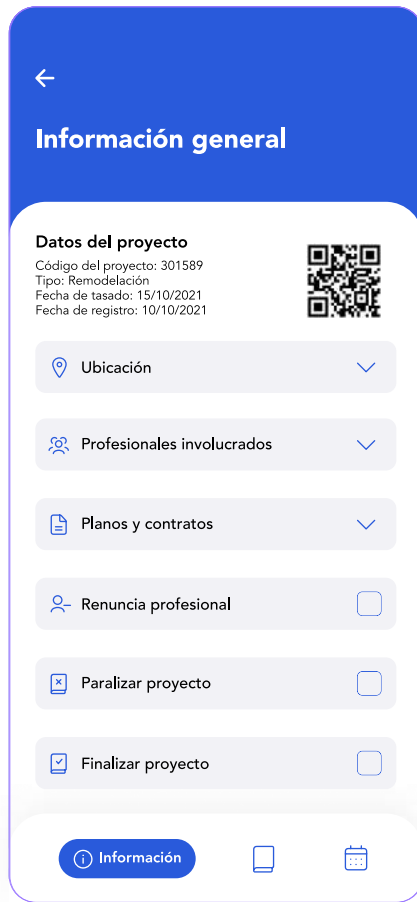 Información general
Datos del proyecto
Código del proyecto: 301589
Tipo: Remodelación
Fecha de tasado: 15/10/2021
Fecha de registro: 10/10/2021
Ubicación
Profesionales involucrados
Planos y contratos
Renuncia profesional
Paralizar proyecto
Finalizar proyecto
Información